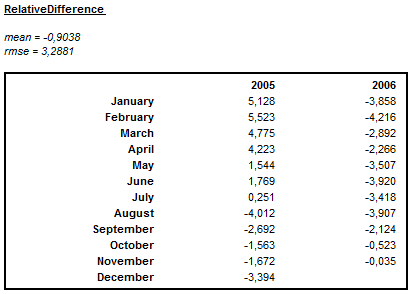 RelativeDifference
mean = -0,9038
rmse = 3,2881
2005 2006
January 5,128 -3,858
February 5,523 -4,216
March 4,775 -2,892
April 4,223 -2,266
May 1,544 -3,507
June 1,769 -3,920
July 0,251 -3,418
August -4,012 -3,907
September -2,692 -2,124
October -1,563 -0,523
November -1,672 -0,035
December -3,394